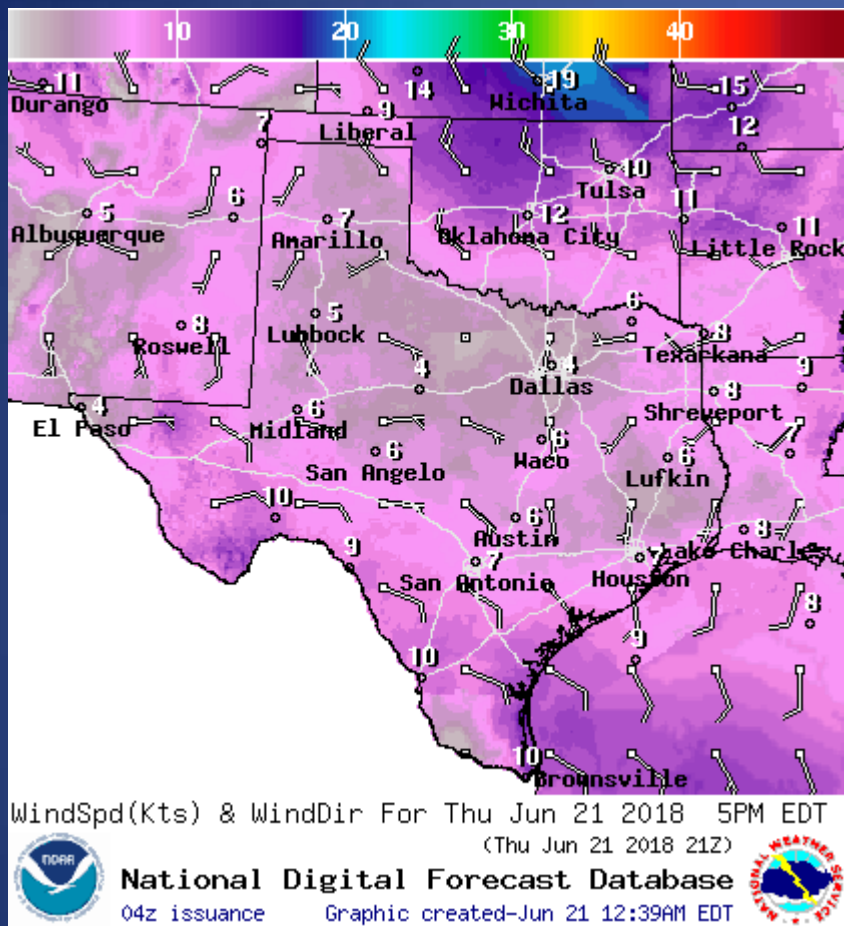 10 20 30 40
11 14 19 15
Durango Wichita
9 12
7 Liberal
10
Tulsa
5 6 7 12 11 11
Albuquerque Amarillo Oklahoma City Little Rock
5 6
8 8
Roswell Lubbock Texarkana
4 4 9
Dallas 8
4 6 Shreveport
El Paso Midland 6 7
6 Waco 6
San Angelo Lufkin
10 6 8
Austin Lake Charles
9 7
San Antonio Houston
8
9
10
10
Brownsville
WindSpd(Kts) & WindDir For Thu Jun 21 2018 5PM EDT
(Thu Jun 21 2018 21Z)
NOAA
National Digital Forecast Database
04z issuance Graphic created-Jun 21 12:39AM EDT
NATIONAL WEATHER SERVICE